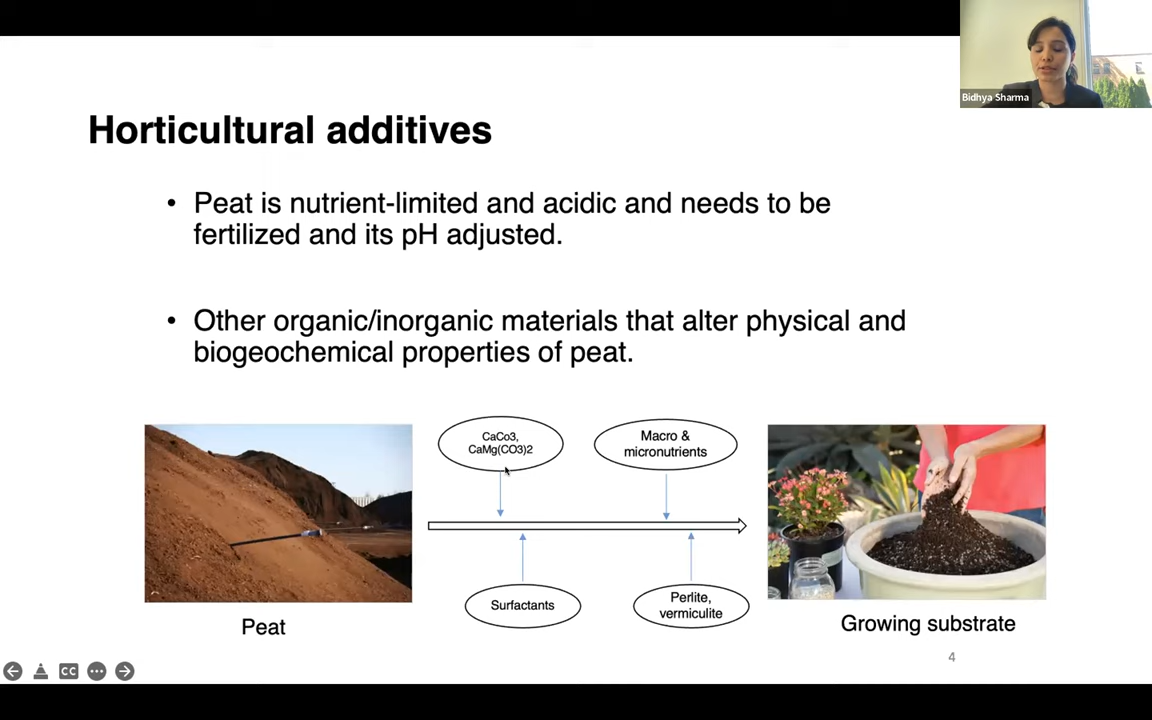 Bidhya Sharma
Horticultural additives
• Peat is nutrient-limited and acidic and needs to be
fertilized and its pH adjusted.
• Other organic/inorganic materials that alter physical and
biogeochemical properties of peat.
CaCo3,
CaMg(CO3)2
Macro &
micronutrients
Surfactants
Perlite,
vermiculite
Peat
Growing substrate
4
CC